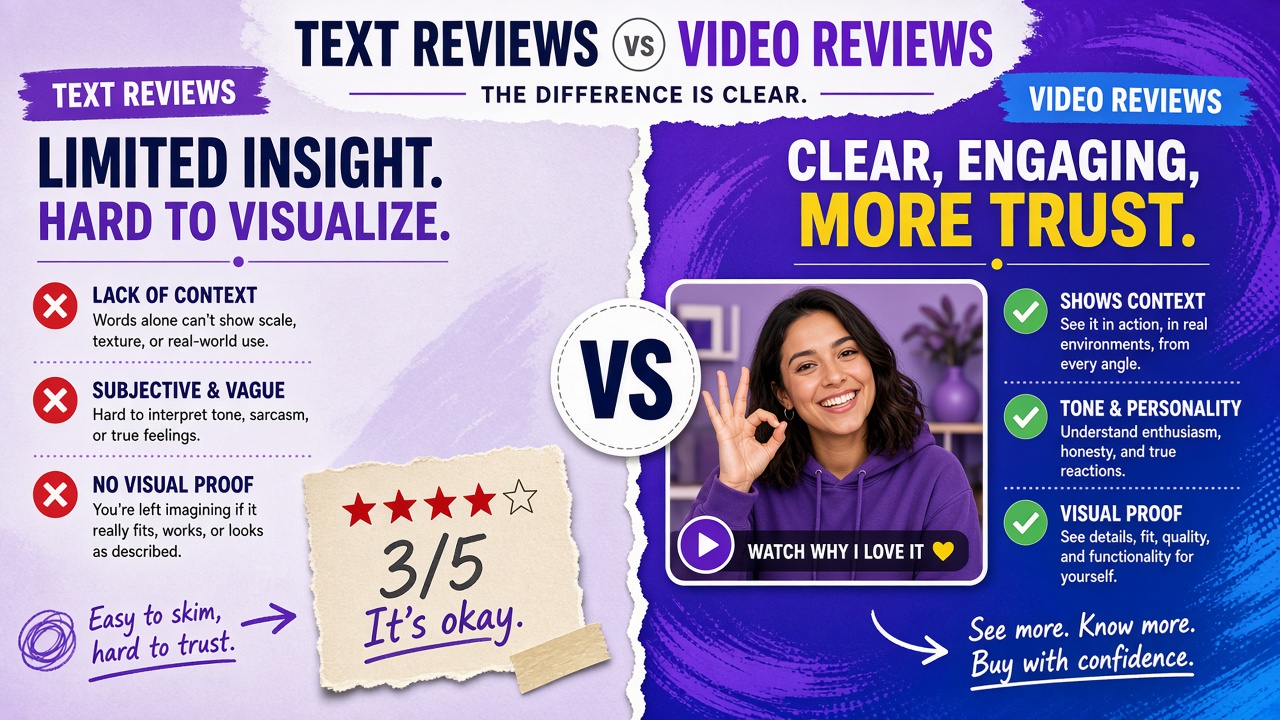 TEXT REVIEWS VS VIDEO REVIEWS
THE DIFFERENCE IS CLEAR.
TEXT REVIEWS
LIMITED INSIGHT.
HARD TO VISUALIZE.
LACK OF CONTEXT
Words alone can't show scale,
texture, or real-world use.
SUBJECTIVE & VAGUE
Hard to interpret tone, sarcasm,
or true feelings.
NO VISUAL PROOF
You're left imagining if it
really fits, works, or looks
as described.
Easy to skim,
hard to trust.
3/5
It's okay.
VS
VIDEO REVIEWS
CLEAR, ENGAGING,
MORE TRUST.
WATCH WHY I LOVE IT
SHOWS CONTEXT
See it in action, in real
environments, from
every angle.
TONE & PERSONALITY
Understand enthusiasm,
honesty, and true
reactions.
VISUAL PROOF
See details, fit, quality,
and functionality for
yourself.
See more. Know more.
Buy with confidence.